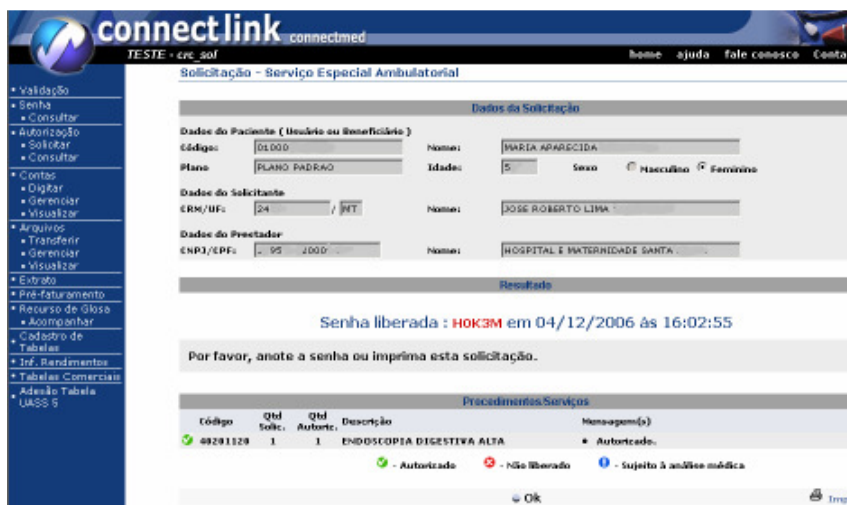 connectlink connectmed
TESTE - crc_sol
home ajuda fale conosco Conta
Solicitação - Serviço Especial Ambulatorial
• Validação
• Senha
• Consultar
• Autorização
• Solicitar
• Consultar
• Contas
• Digitar
• Gerenciar
• Visualizar
• Arquivos
• Transferir
• Gerenciar
• Visualizar
• Extrato
• Pré-faturamento
• Recurso de Glosa
• Acompanhar
• Cadastro de
Tabelas
• Inf. Rendimentos
• Tabelas Comerciais
• Adesão Tabela
UASS 5
Dados da Solicitação
Dados do Paciente ( Usuário ou Beneficiário )
Código: 01000 Nome: MARIA APARECIDA
Plano PLANO PADRAO Idade: 5 Sexo Masculino Feminino
Dados do Solicitante
CRM/UF: 24 / MT Nome: JOSE ROBERTO LIMA
Dados do Prestador
CNPJ/CPF: . 95 2000 Nome: HOSPITAL E MATERNIDADE SANTA
Resultado
Senha liberada : H0K3M em 04/12/2006 às 16:02:55
Por favor, anote a senha ou imprima esta solicitação.
Procedimentos/Serviços
Código Qtd Solic. Qtd Autoriz. Descrição Mensagem(s)
40201120 1 1 ENDOSCOPIA DIGESTIVA ALTA • Autorizado.
- Autorizado - Não liberado - Sujeito à análise médica
Ok Imp